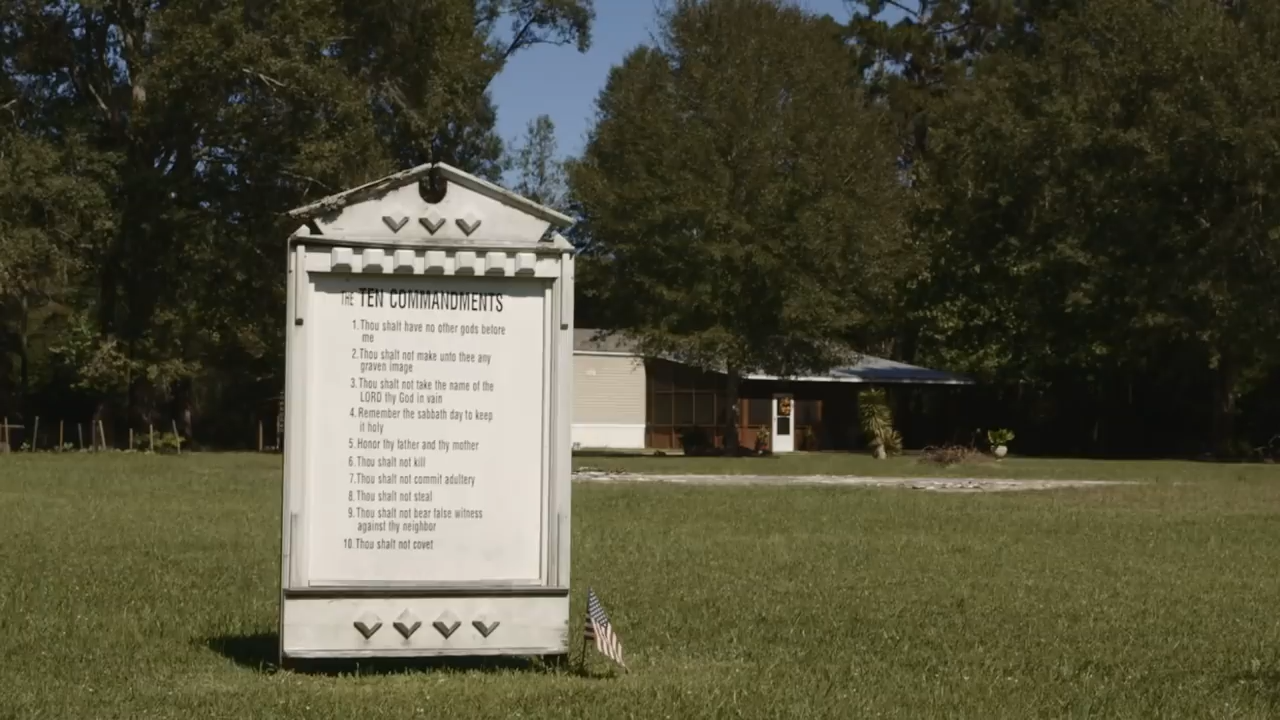 THE TEN COMMANDMENTS
1. Thou shalt have no other gods before
me
2. Thou shalt not make unto thee any
graven image
3. Thou shalt not take the name of the
LORD thy God in vain
4. Remember the sabbath day to keep
it holy
5. Honor thy father and thy mother
6. Thou shalt not kill
7. Thou shalt not commit adultery
8. Thou shalt not steal
9. Thou shalt not bear false witness
against thy neighbor
10. Thou shalt not covet